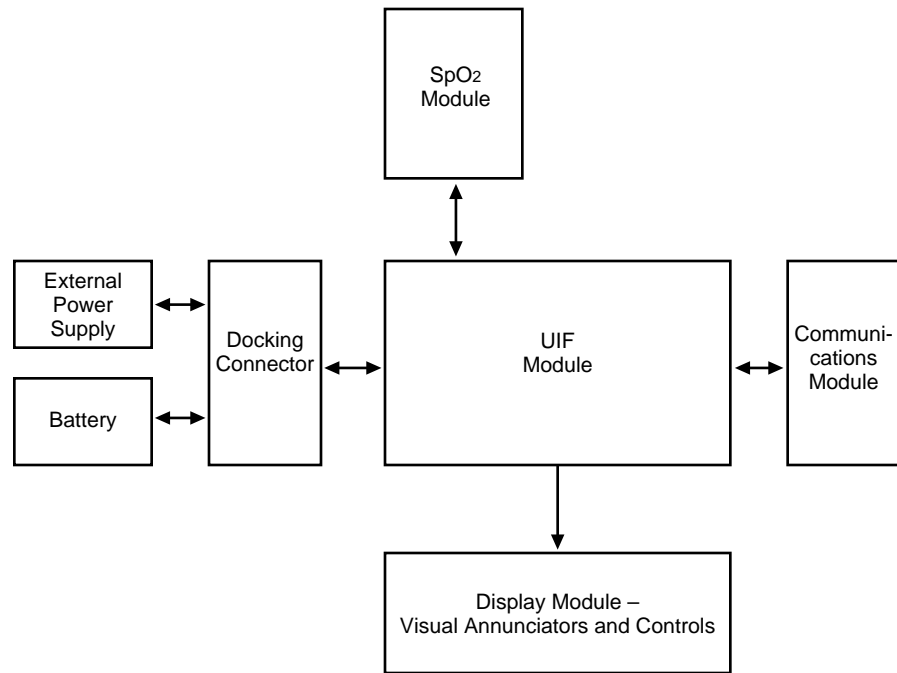 SpO2
Module
External
Power
Supply
Docking
Connector
UIF
Module
Communi-
cations
Module
Battery
Display Module –
Visual Annunciators and Controls